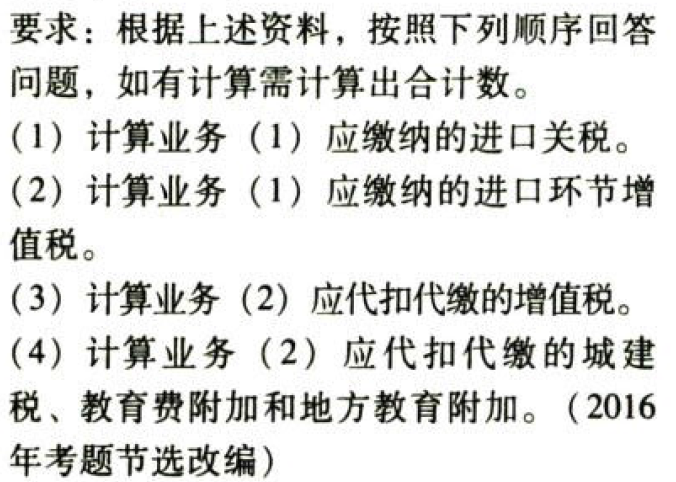 要求：根据上述资料，按照下列顺序回答
问题，如有计算需计算出合计数。
（1）计算业务（1）应缴纳的进口关税。
（2）计算业务（1）应缴纳的进口环节增
值税。
（3）计算业务（2）应代扣代缴的增值税。
（4）计算业务（2）应代扣代缴的城建
税、教育费附加和地方教育附加。（2016
年考题节选改编）